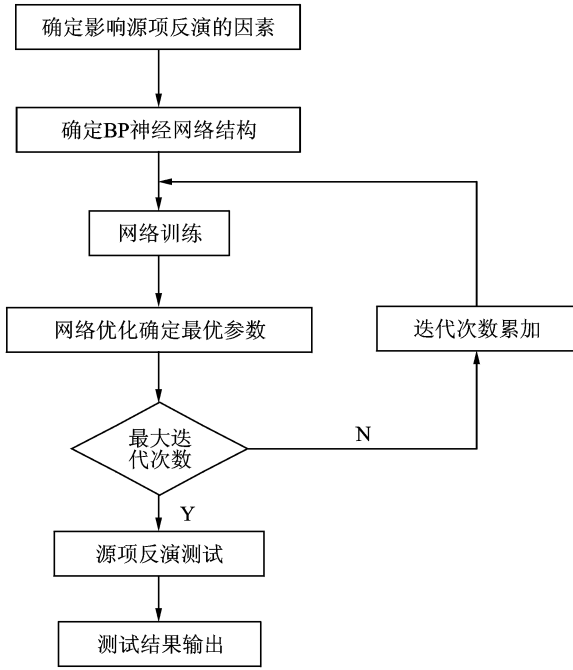 确定影响源项反演的因素
确定BP神经网络结构
网络训练
网络优化确定最优参数
迭代次数累加
最大迭
代次数
N
Y
源项反演测试
测试结果输出